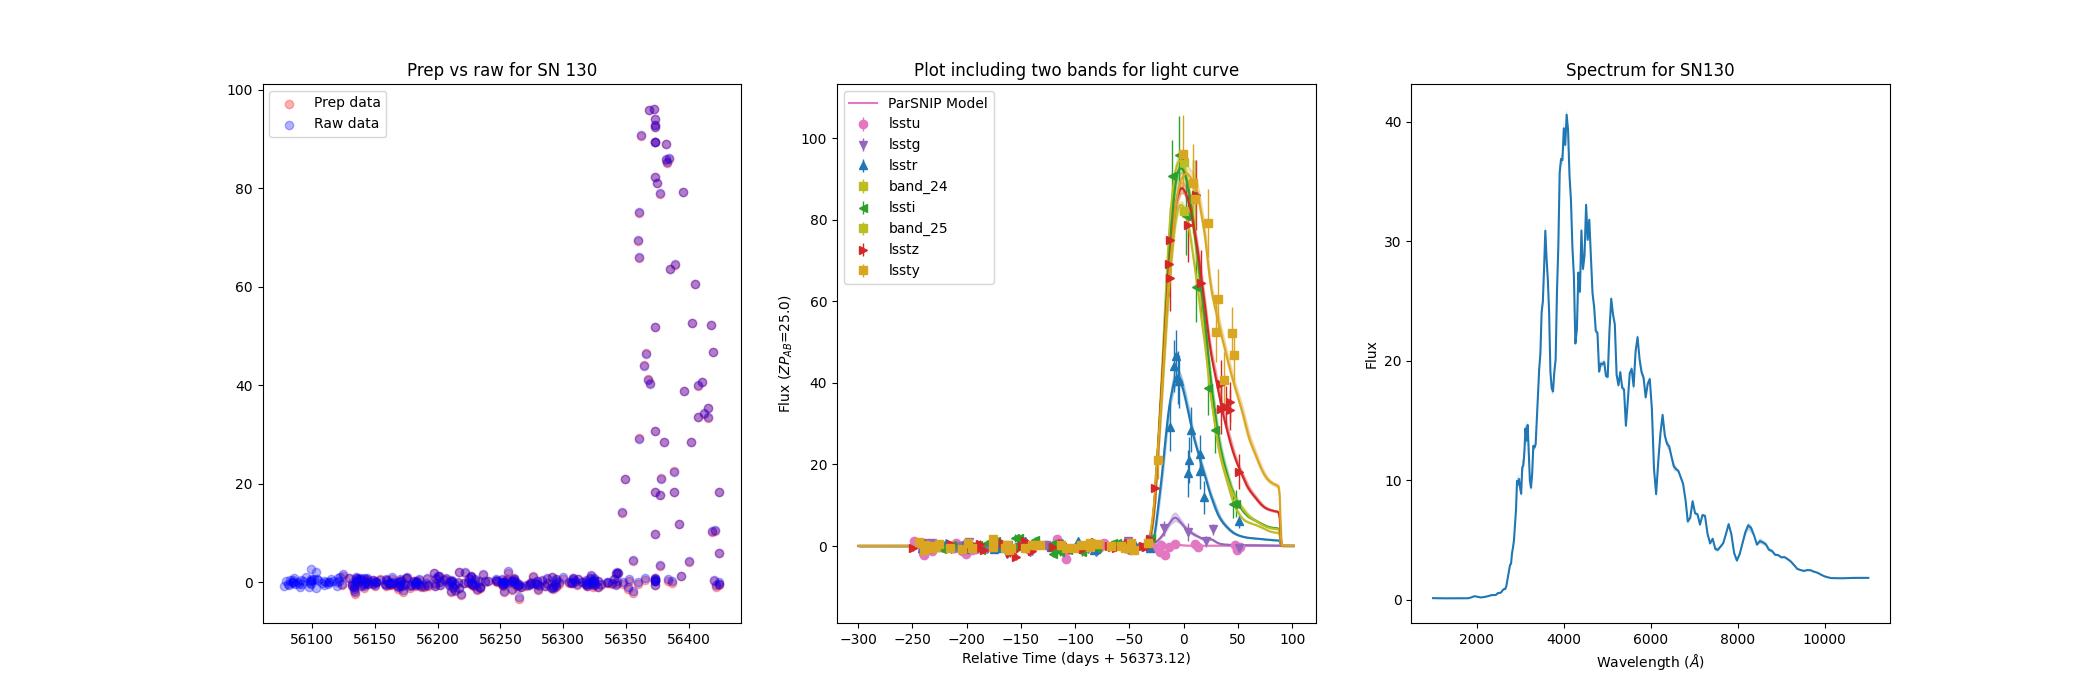 Prep vs raw for SN 130
Prep data
Raw data
100
80
60
40
20
0
56100 56150 56200 56250 56300 56350 56400
Plot including two bands for light curve
ParSNIP Model
lsstu
lsstg
lsstr
band_24
lssti
band_25
lsstz
lssty
Flux (ZP_AB=25.0)
100
80
60
40
20
0
−300 −250 −200 −150 −100 −50 0 50 100
Relative Time (days + 56373.12)
Spectrum for SN130
Flux
40
30
20
10
0
2000 4000 6000 8000 10000
Wavelength (Å)